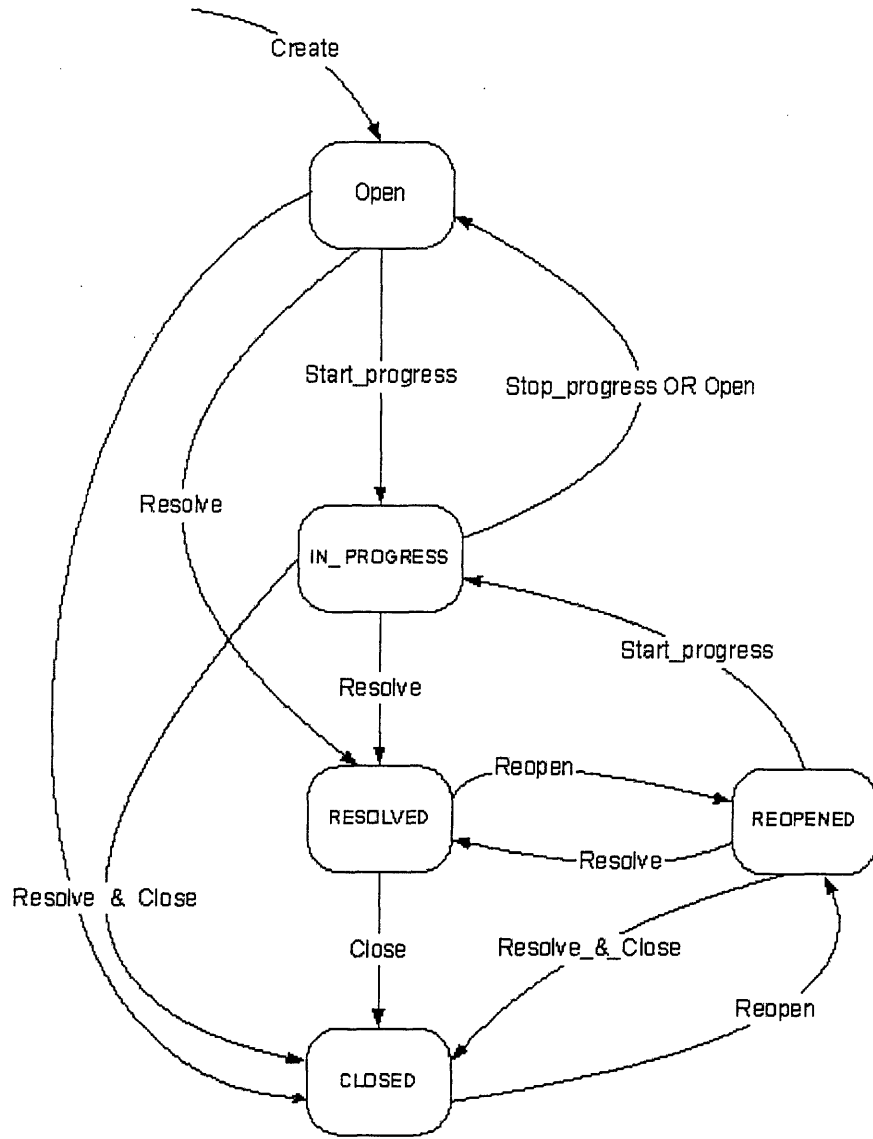 Create
Open
Start_progress
Stop_progress OR Open
Resolve
IN_PROGRESS
Start_progress
Resolve
Reopen
RESOLVED
REOPENED
Resolve
Resolve & Close
Close
Resolve_&_Close
Reopen
CLOSED